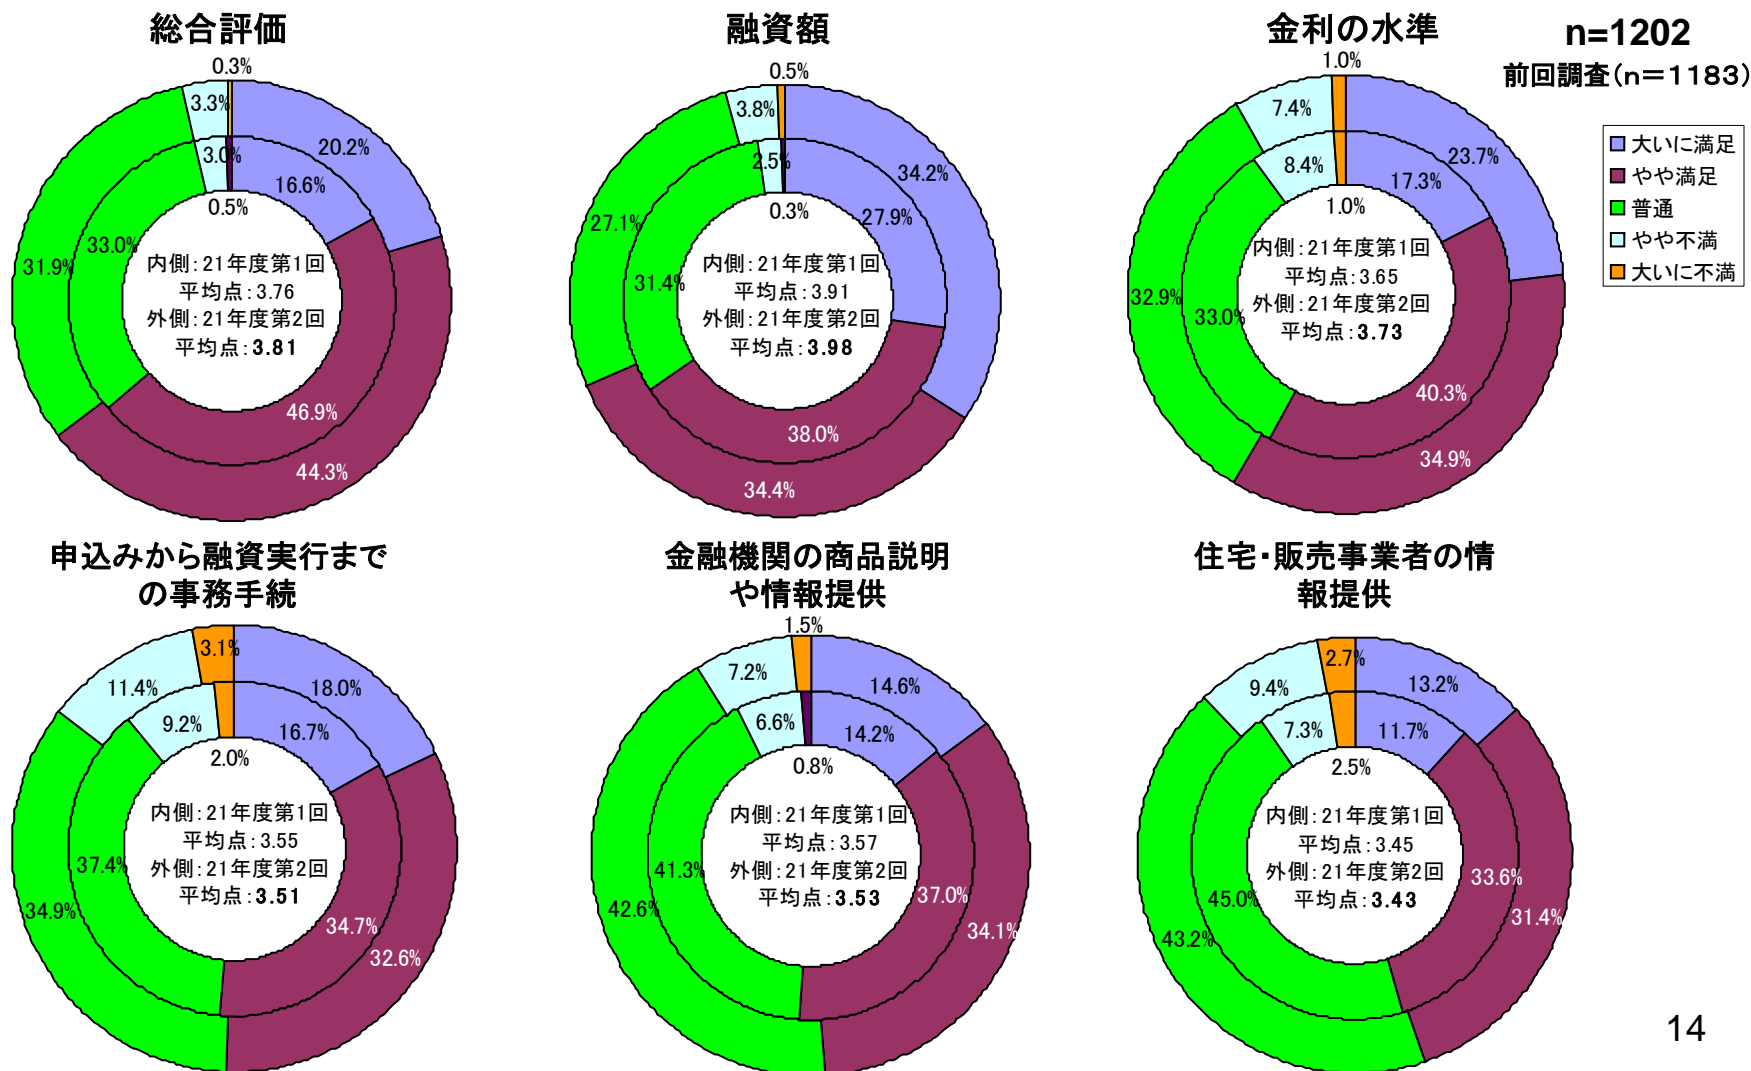 総合評価
融資額
金利の水準
n=1202
前回調査(n=1183)
大いに満足
やや満足
普通
やや不満
大いに不満
0.3%
3.3%
20.2%
3.0%
16.6%
0.5%
33.0%
31.9%
内側:21年度第1回
平均点:3.76
外側:21年度第2回
平均点:3.81
46.9%
44.3%
0.5%
3.8%
2.5%
34.2%
0.3%
27.9%
27.1%
31.4%
内側:21年度第1回
平均点:3.91
外側:21年度第2回
平均点:3.98
38.0%
34.4%
1.0%
7.4%
23.7%
8.4%
17.3%
1.0%
32.9%
33.0%
内側:21年度第1回
平均点:3.65
外側:21年度第2回
平均点:3.73
40.3%
34.9%
申込みから融資実行まで
の事務手続
金融機関の商品説明
や情報提供
住宅・販売事業者の情
報提供
3.1%
11.4%
18.0%
9.2%
16.7%
2.0%
37.4%
34.9%
内側:21年度第1回
平均点:3.55
外側:21年度第2回
平均点:3.51
34.7%
32.6%
1.5%
7.2%
14.6%
6.6%
14.2%
0.8%
41.3%
42.6%
内側:21年度第1回
平均点:3.57
外側:21年度第2回
平均点:3.53
37.0%
34.1%
2.7%
9.4%
13.2%
7.3%
11.7%
2.5%
45.0%
43.2%
内側:21年度第1回
平均点:3.45
外側:21年度第2回
平均点:3.43
33.6%
31.4%
14